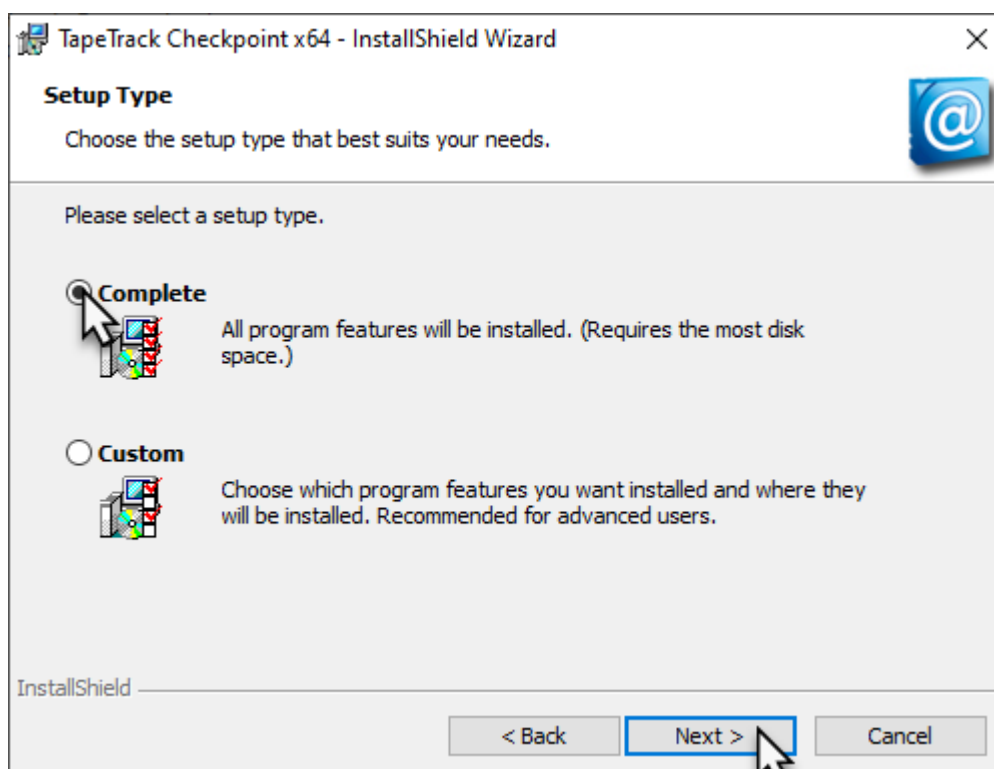 TapeTrack Checkpoint x64 - InstallShield Wizard
Setup Type
Choose the setup type that best suits your needs.
Please select a setup type.
Complete
All program features will be installed. (Requires the most disk
space.)
Custom
Choose which program features you want installed and where they
will be installed. Recommended for advanced users.
InstallShield
< Back Next > Cancel